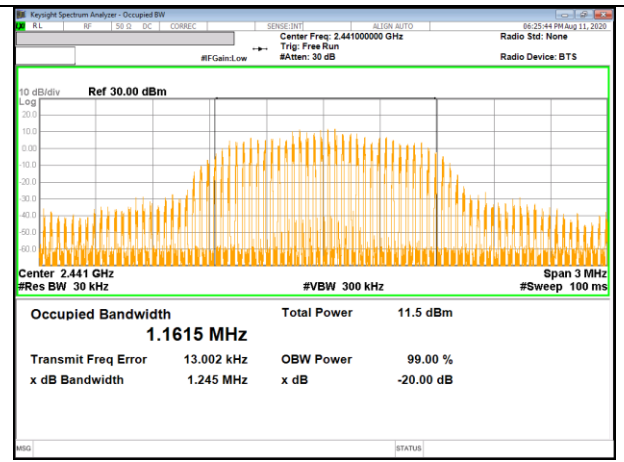 Keysight Spectrum Analyzer - Occupied BW
RL RF 50 Ω DC CORREC SENSE:INT ALIGN AUTO 06:25:44 PM Aug 11, 2020
Center Freq: 2.441000000 GHz Radio Std: None
Trig: Free Run
#IFGain:Low #Atten: 30 dB Radio Device: BTS
10 dB/div Ref 30.00 dBm
Log
20.0
10.0
0.00
-10.0
-20.0
-30.0
-40.0
-50.0
-60.0
Center 2.441 GHz Span 3 MHz
#Res BW 30 kHz #VBW 300 kHz #Sweep 100 ms
Occupied Bandwidth Total Power 11.5 dBm
1.1615 MHz
Transmit Freq Error 13.002 kHz OBW Power 99.00 %
x dB Bandwidth 1.245 MHz x dB -20.00 dB
MSG STATUS